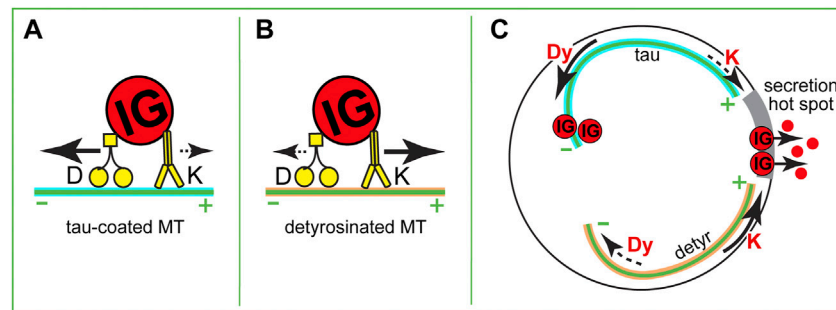 A
IG
D
K
−
+
tau-coated MT
B
IG
D
K
−
+
detyrosinated MT
C
Dy
K
tau
+
secretion
hot spot
IG
IG
−
IG
IG
+
−
Dy
detyr
K